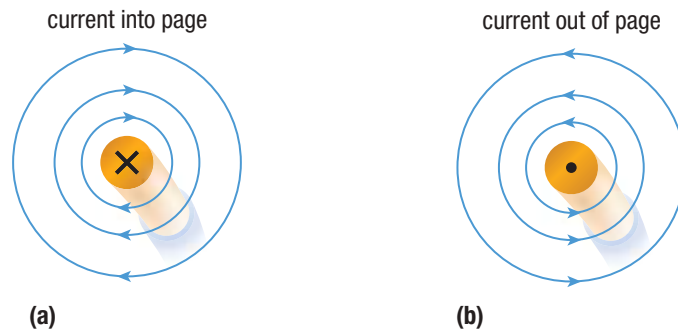 current into page
current out of page
(a)
(b)